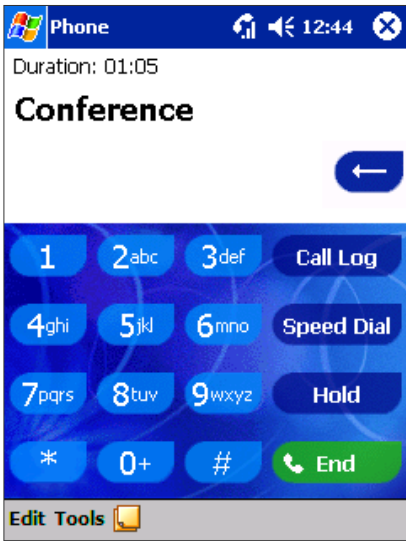 Phone 12:44
Duration: 01:05
Conference
1 2abc 3def Call Log
4ghi 5jkl 6mno Speed Dial
7pqrs 8tuv 9wxyz Hold
* 0+ # End
Edit Tools